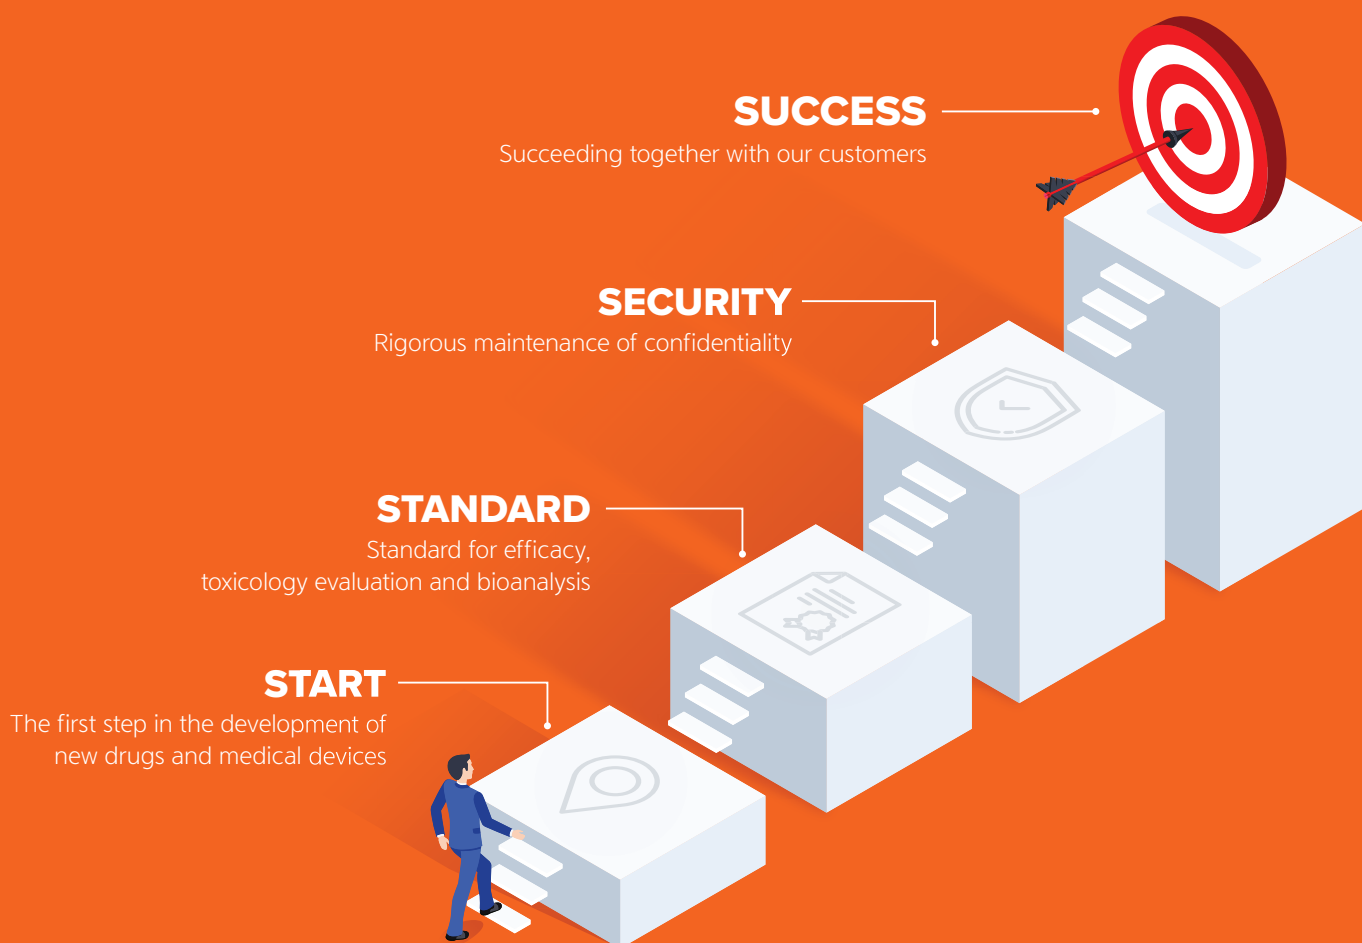 SUCCESS
Succeeding together with our customers
SECURITY
Rigorous maintenance of confidentiality
STANDARD
Standard for efficacy,
toxicology evaluation and bioanalysis
START
The first step in the development of
new drugs and medical devices